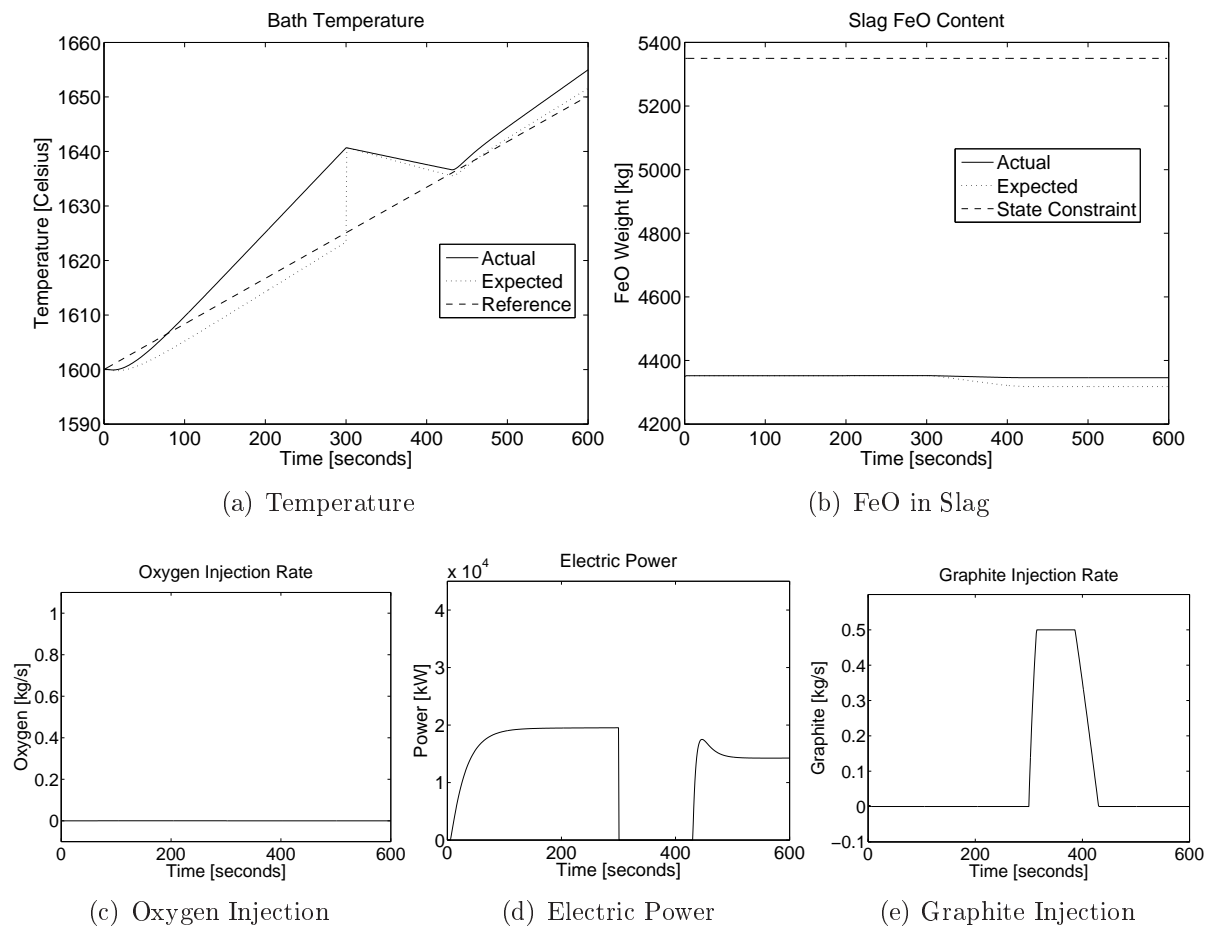 Bath Temperature
1660
1650
1640
1630
1620
1610
1600
1590
Temperature [Celsius]
Actual
Expected
Reference
0 100 200 300 400 500 600
Time [seconds]
(a) Temperature
Slag FeO Content
5400
5200
5000
4800
4600
4400
4200
FeO Weight [kg]
Actual
Expected
State Constraint
0 100 200 300 400 500 600
Time [seconds]
(b) FeO in Slag
Oxygen Injection Rate
1
0.8
0.6
0.4
0.2
0
Oxygen [kg/s]
0 200 400 600
Time [seconds]
(c) Oxygen Injection
Electric Power
x 10^4
4
3
2
1
0
Power [kW]
0 200 400 600
Time [seconds]
(d) Electric Power
Graphite Injection Rate
0.5
0.4
0.3
0.2
0.1
0
−0.1
Graphite [kg/s]
0 200 400 600
Time [seconds]
(e) Graphite Injection